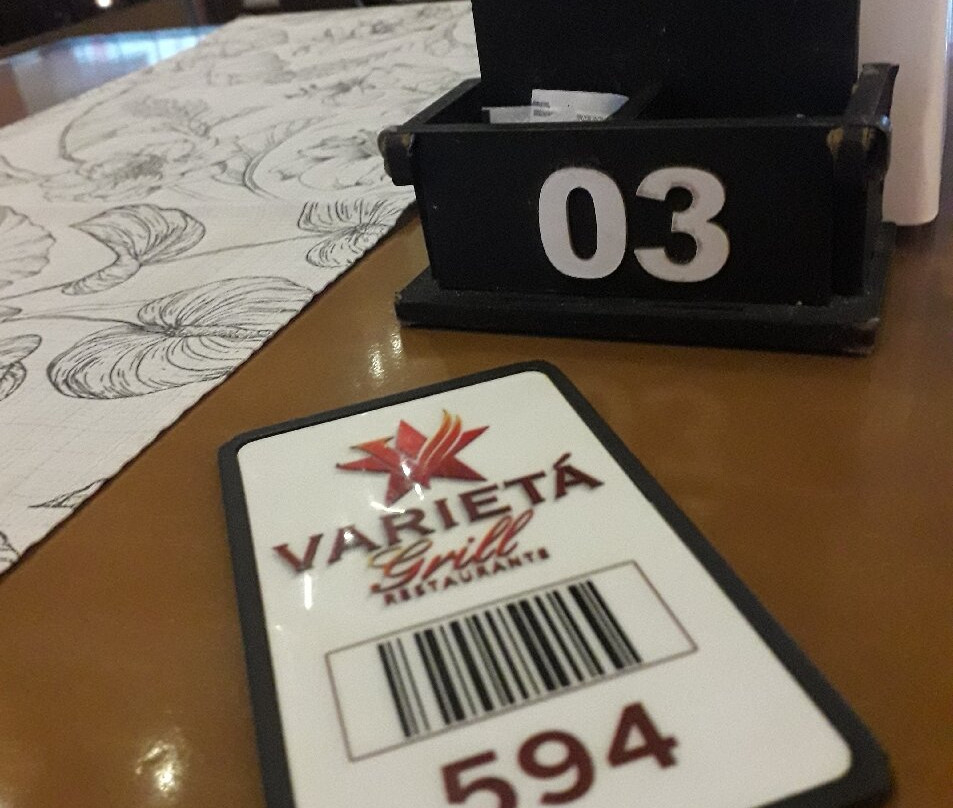 03
VARIETÁ
Grill
RESTAURANTE
594